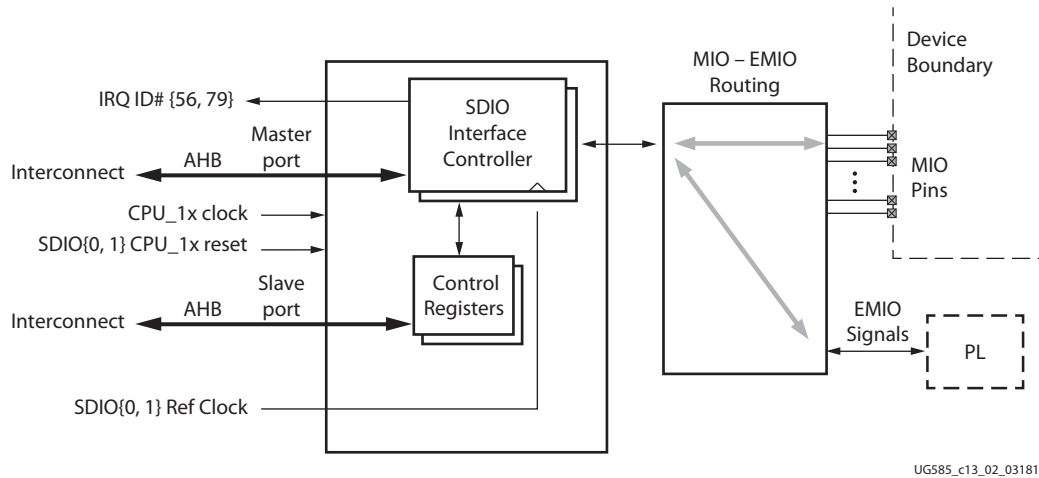 Device
Boundary
MIO – EMIO
Routing
IRQ ID# {56, 79}
SDIO
Interface
Controller
Master
port
Interconnect
AHB
MIO
Pins
CPU_1x clock
SDIO{0, 1} CPU_1x reset
Control
Registers
Slave
port
Interconnect
AHB
EMIO
Signals
PL
SDIO{0, 1} Ref Clock
UG585_c13_02_03181